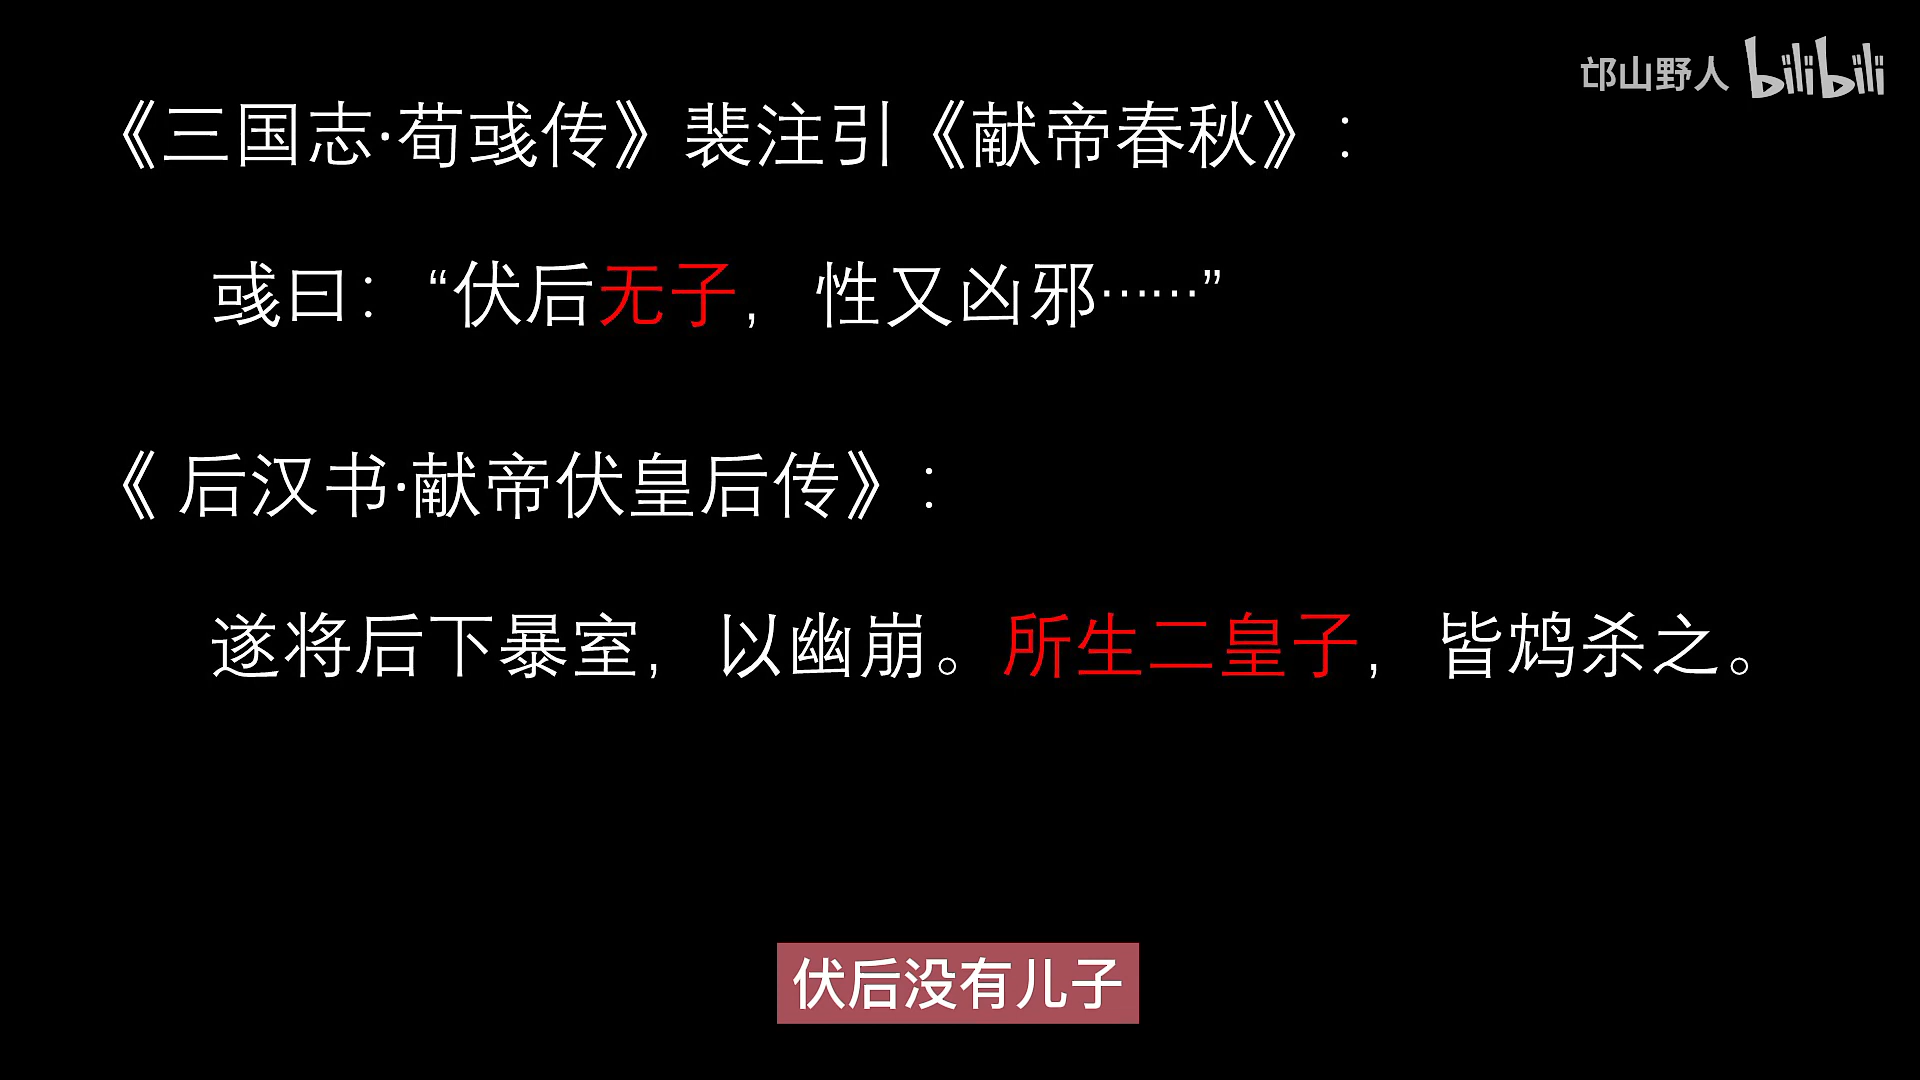 邙山野人 bilibili
《三国志·荀彧传》裴注引《献帝春秋》：
彧曰：“伏后无子，性又凶邪……”
《后汉书·献帝伏皇后传》：
遂将后下暴室，以幽崩。所生二皇子，皆鸩杀之。
伏后没有儿子